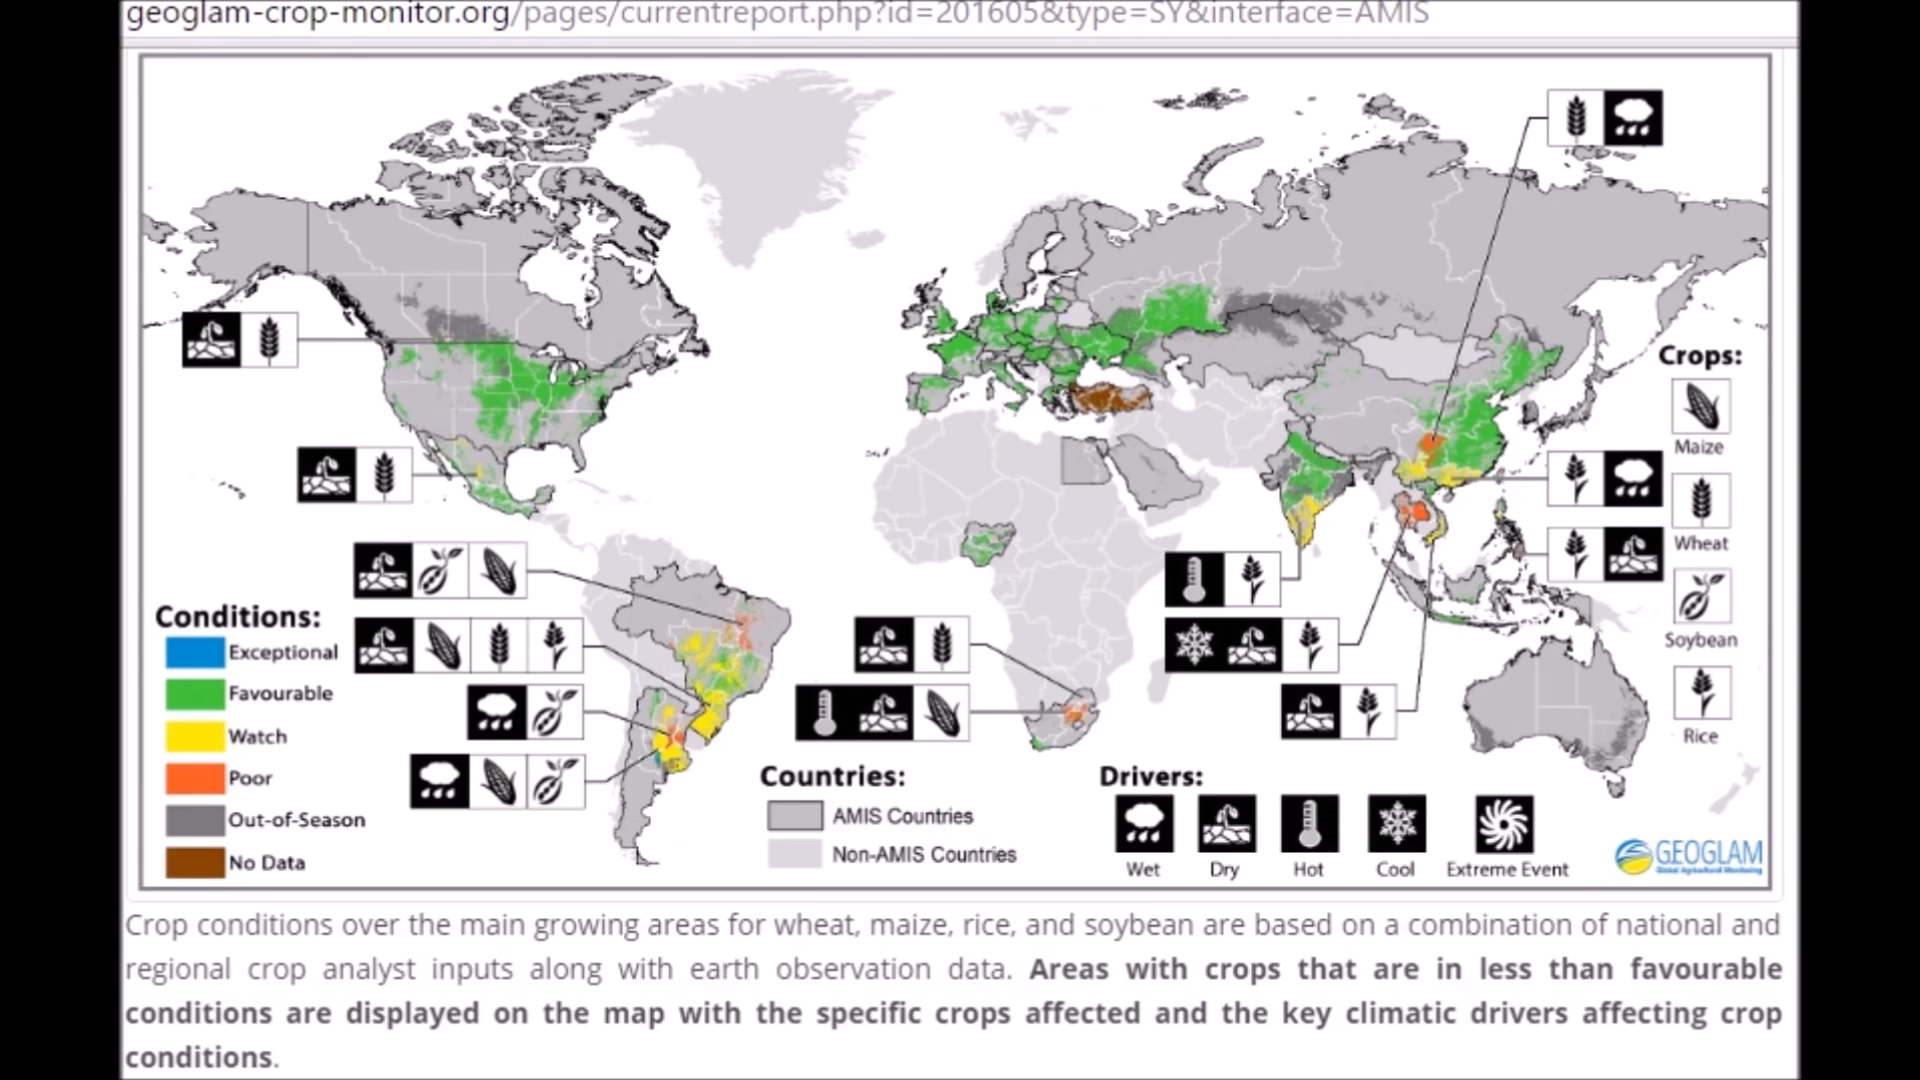 geoglam-crop-monitor.org/pages/currentreport.php?id=201605&type=SY&interface=AMIS
Crops:
Maize
Wheat
Soybean
Rice
Conditions:
Exceptional
Favourable
Watch
Poor
Out-of-Season
No Data
Countries:
AMIS Countries
Non-AMIS Countries
Drivers:
Wet
Dry
Hot
Cool
Extreme Event
GEOGLAM
Global Agricultural Monitoring
Crop conditions over the main growing areas for wheat, maize, rice, and soybean are based on a combination of national and
regional crop analyst inputs along with earth observation data. Areas with crops that are in less than favourable
conditions are displayed on the map with the specific crops affected and the key climatic drivers affecting crop
conditions.